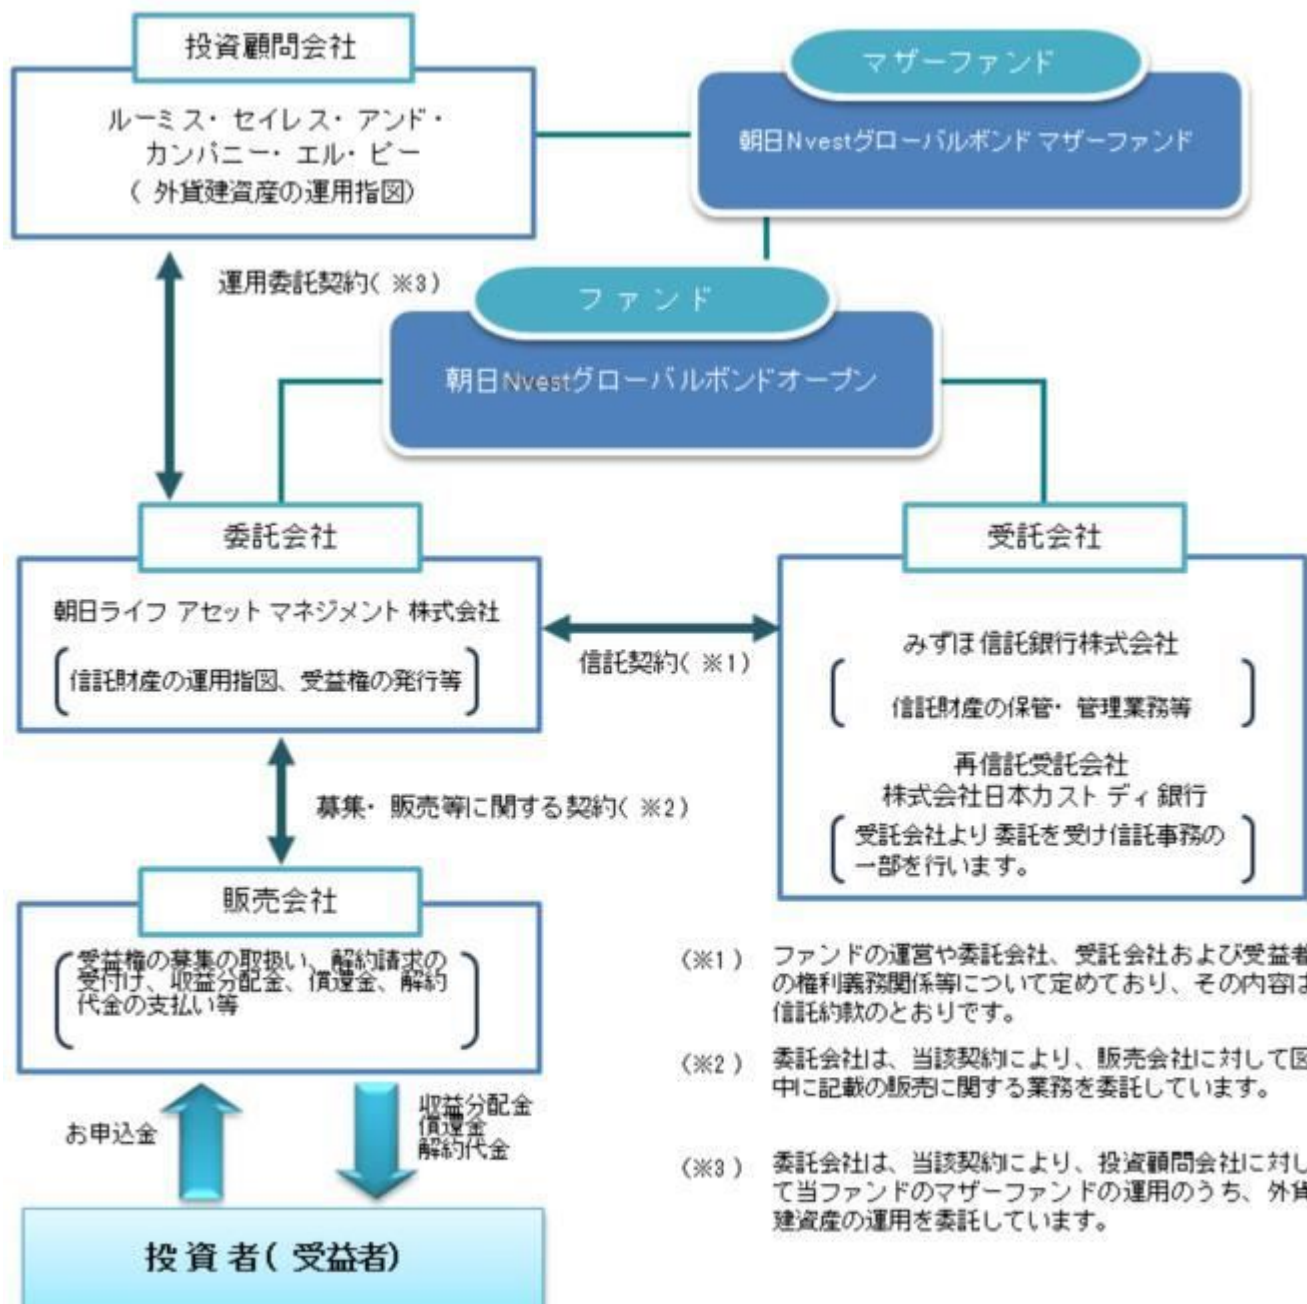 投資顧問会社
ルーミス・セイレス・アンド・
カンパニー・エル・ピー
(外貨建資産の運用指図)
マザーファンド
朝日Nvestグローバルボンド マザーファンド
運用委託契約(※3)
ファンド
朝日Nvestグローバルボンドオープン
委託会社
朝日ライフ アセット マネジメント 株式会社
信託財産の運用指図、受益権の発行等
信託契約(※1)
受託会社
みずほ信託銀行株式会社
信託財産の保管・管理業務等
再信託受託会社
株式会社日本カストディ銀行
受託会社より委託を受け信託事務の
一部を行います。
募集・販売等に関する契約(※2)
販売会社
受益権の募集の取扱い、解約請求の
受付け、収益分配金、償還金、解約
代金の支払い等
お申込金
収益分配金
償還金
解約代金
投資者(受益者)
(※1) ファンドの運営や委託会社、受託会社および受益者
の権利義務関係等について定めており、その内容は
信託約款のとおりです。
(※2) 委託会社は、当該契約により、販売会社に対して図
中に記載の販売に関する業務を委託しています。
(※3) 委託会社は、当該契約により、投資顧問会社に対し
て当ファンドのマザーファンドの運用のうち、外貨
建資産の運用を委託しています。